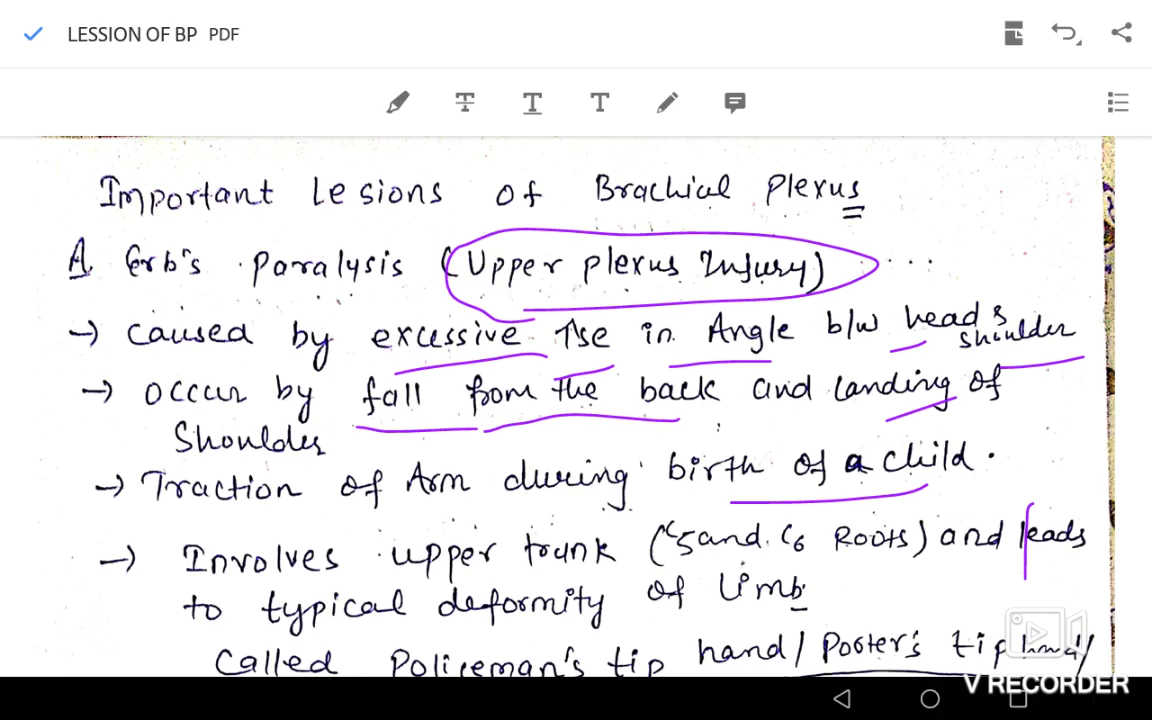 LESSION OF BP PDF
Important Lesions of Brachial Plexus
A. Erb's Paralysis (Upper plexus Injury) ...
→ Caused by excessive rise in Angle b/w head &
shoulder
→ Occur by fall from the back and landing of
Shoulder
→ Traction of Arm during birth of a child.
→ Involves upper trunk (C5 and C6 Roots) and leads
to typical deformity of limb
Called Policeman's tip hand/ Poster's tip hand/
V RECORDER